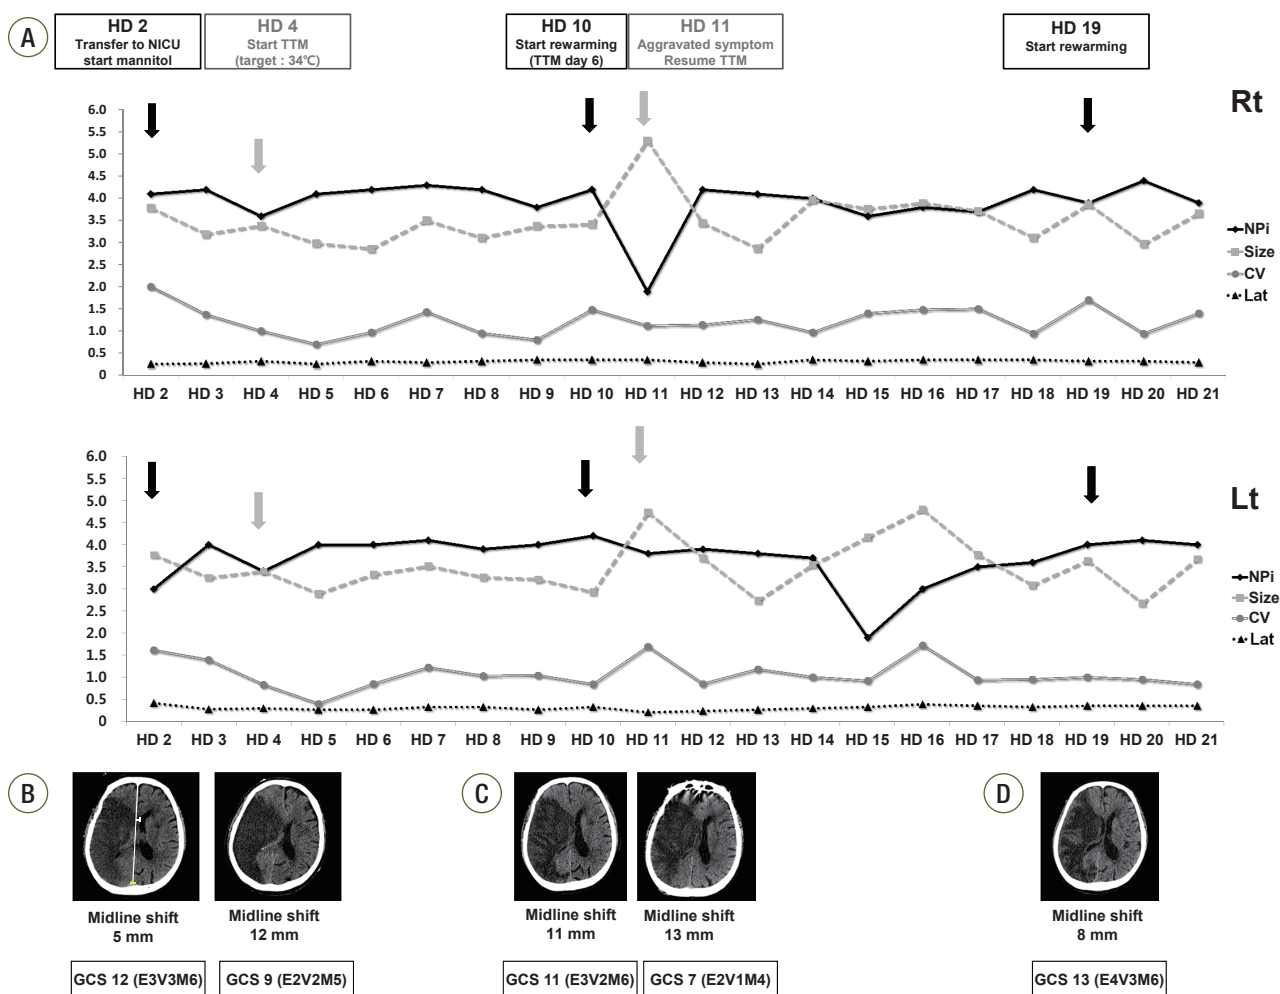 A
HD 2
Transfer to NICU
start mannitol
HD 4
Start TTM
(target : 34℃)
HD 10
Start rewarming
(TTM day 6)
HD 11
Aggravated symptom
Resume TTM
HD 19
Start rewarming
Rt
6.0
5.5
5.0
4.5
4.0
3.5
3.0
2.5
2.0
1.5
1.0
0.5
0
NPi
Size
CV
Lat
HD 2 HD 3 HD 4 HD 5 HD 6 HD 7 HD 8 HD 9 HD 10 HD 11 HD 12 HD 13 HD 14 HD 15 HD 16 HD 17 HD 18 HD 19 HD 20 HD 21
Lt
6.0
5.5
5.0
4.5
4.0
3.5
3.0
2.5
2.0
1.5
1.0
0.5
0
NPi
Size
CV
Lat
HD 2 HD 3 HD 4 HD 5 HD 6 HD 7 HD 8 HD 9 HD 10 HD 11 HD 12 HD 13 HD 14 HD 15 HD 16 HD 17 HD 18 HD 19 HD 20 HD 21
B
Midline shift
5 mm
GCS 12 (E3V3M6)
Midline shift
12 mm
GCS 9 (E2V2M5)
C
Midline shift
11 mm
GCS 11 (E3V2M6)
Midline shift
13 mm
GCS 7 (E2V1M4)
D
Midline shift
8 mm
GCS 13 (E4V3M6)